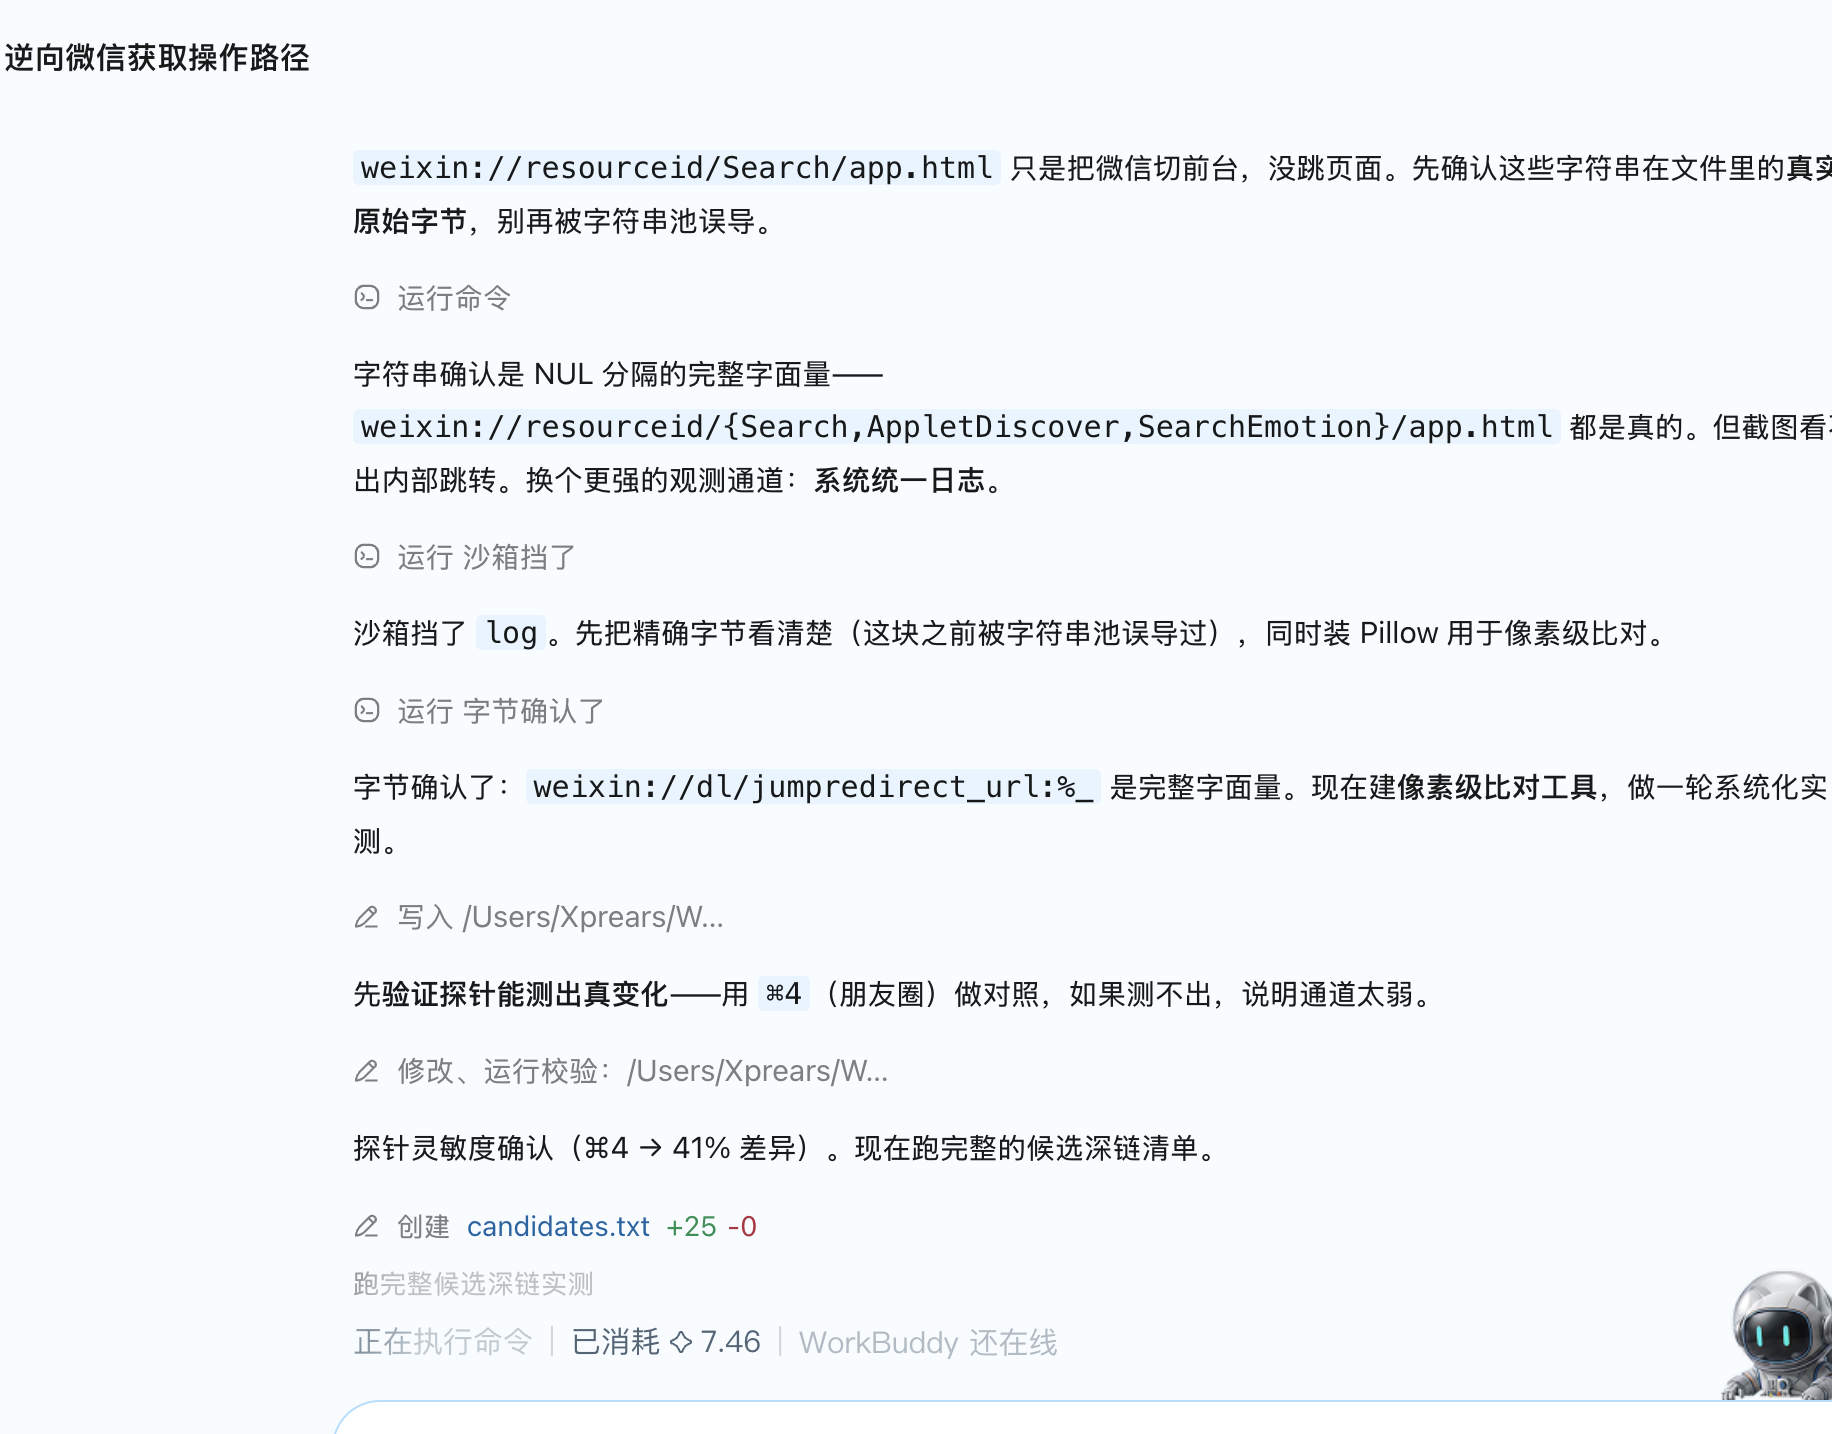 逆向微信获取操作路径
weixin://resourceid/Search/app.html 只是把微信切前台，没跳页面。先确认这些字符串在文件里的真实
原始字节，别再被字符串池误导。
运行命令
字符串确认是 NUL 分隔的完整字面量——
weixin://resourceid/{Search,AppletDiscover,SearchEmotion}/app.html 都是真的。但截图看
出内部跳转。换个更强的观测通道：系统统一日志。
运行 沙箱挡了
沙箱挡了 log。先把精确字节看清楚（这块之前被字符串池误导过），同时装 Pillow 用于像素级比对。
运行 字节确认了
字节确认了：weixin://dl/jumpredirect_url:%_ 是完整字面量。现在建像素级比对工具，做一轮系统化实
测。
写入 /Users/Xprears/W...
先验证探针能测出真变化——用 ⌘4（朋友圈）做对照，如果测不出，说明通道太弱。
修改、运行校验：/Users/Xprears/W...
探针灵敏度确认（⌘4 → 41% 差异）。现在跑完整的候选深链清单。
创建 candidates.txt +25 -0
跑完整候选深链实测
正在执行命令 | 已消耗 7.46 | WorkBuddy 还在线